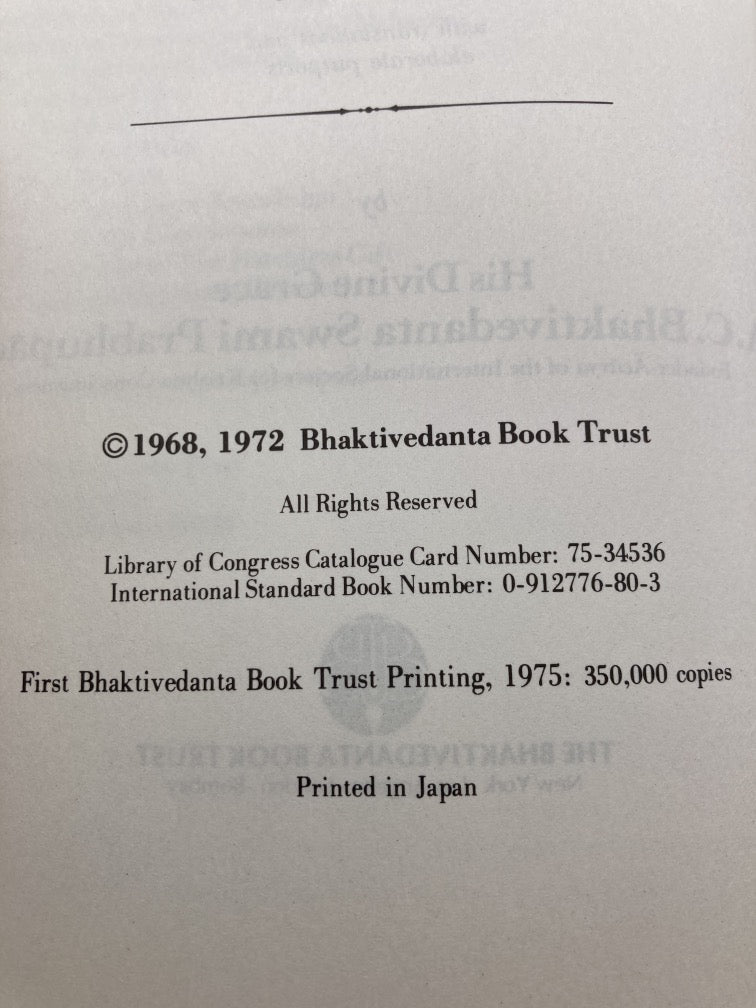 ©1968, 1972 Bhaktivedanta Book Trust
All Rights Reserved
Library of Congress Catalogue Card Number: 75-34536
International Standard Book Number: 0-912776-80-3
First Bhaktivedanta Book Trust Printing, 1975: 350,000 copies
Printed in Japan